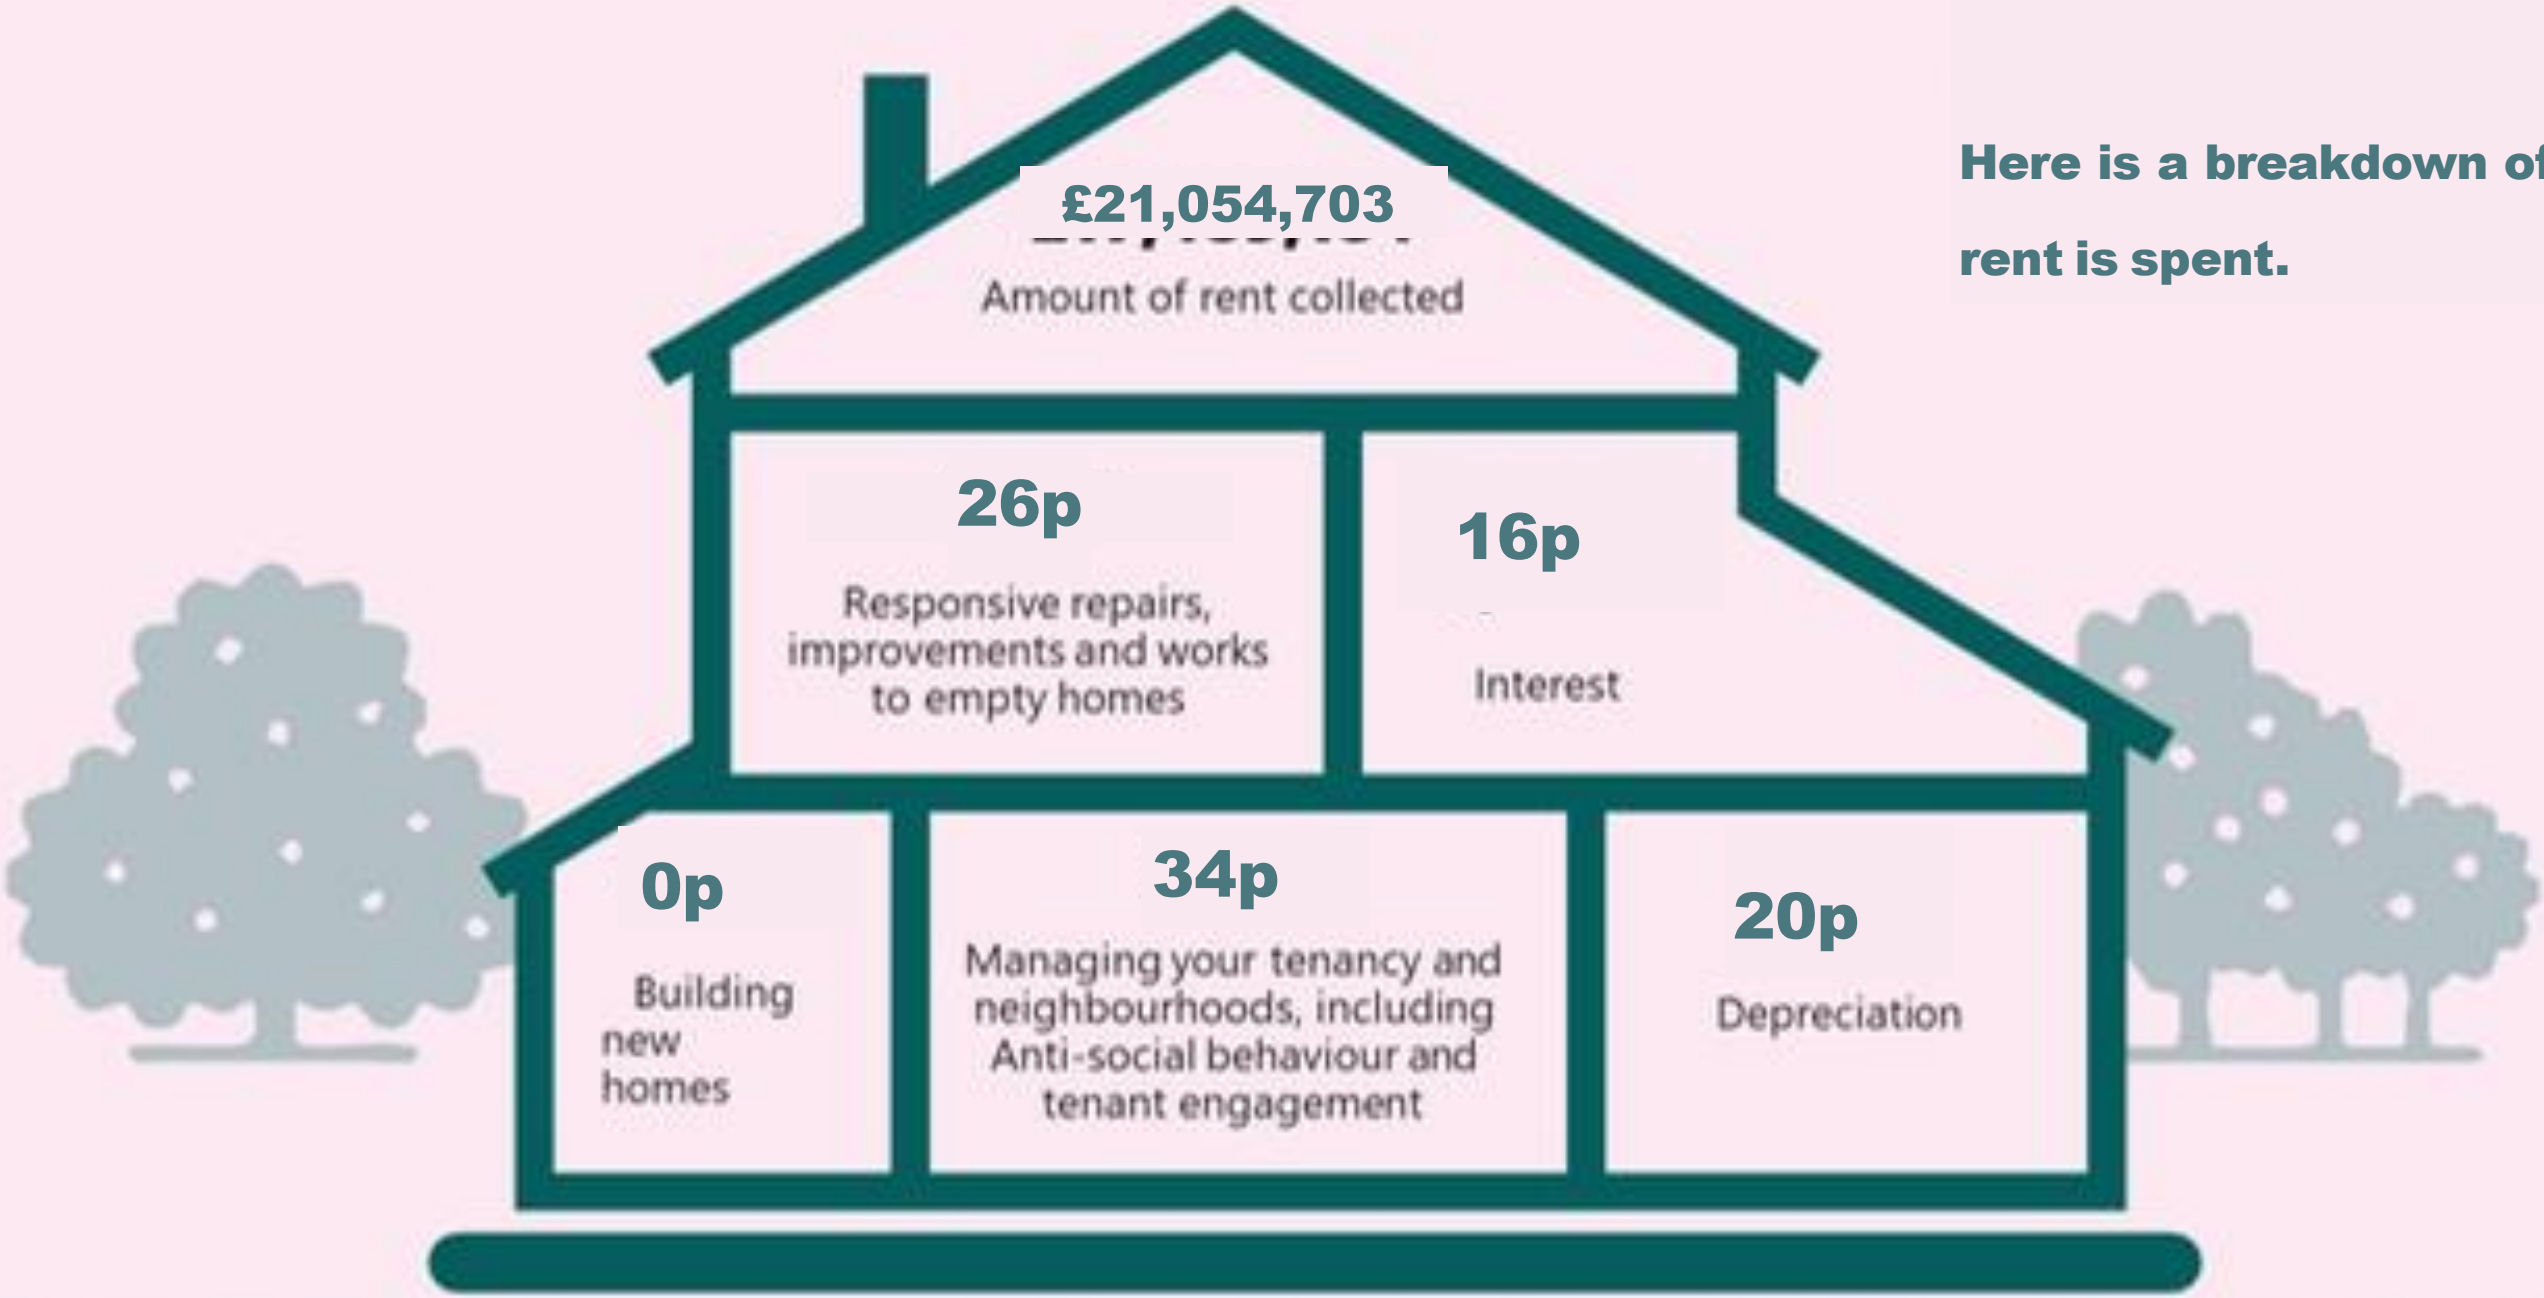 Here is a breakdown of
rent is spent.
£21,054,703
Amount of rent collected
26p
Responsive repairs,
improvements and works
to empty homes
16p
Interest
0p
Building
new
homes
34p
Managing your tenancy and
neighbourhoods, including
Anti-social behaviour and
tenant engagement
20p
Depreciation